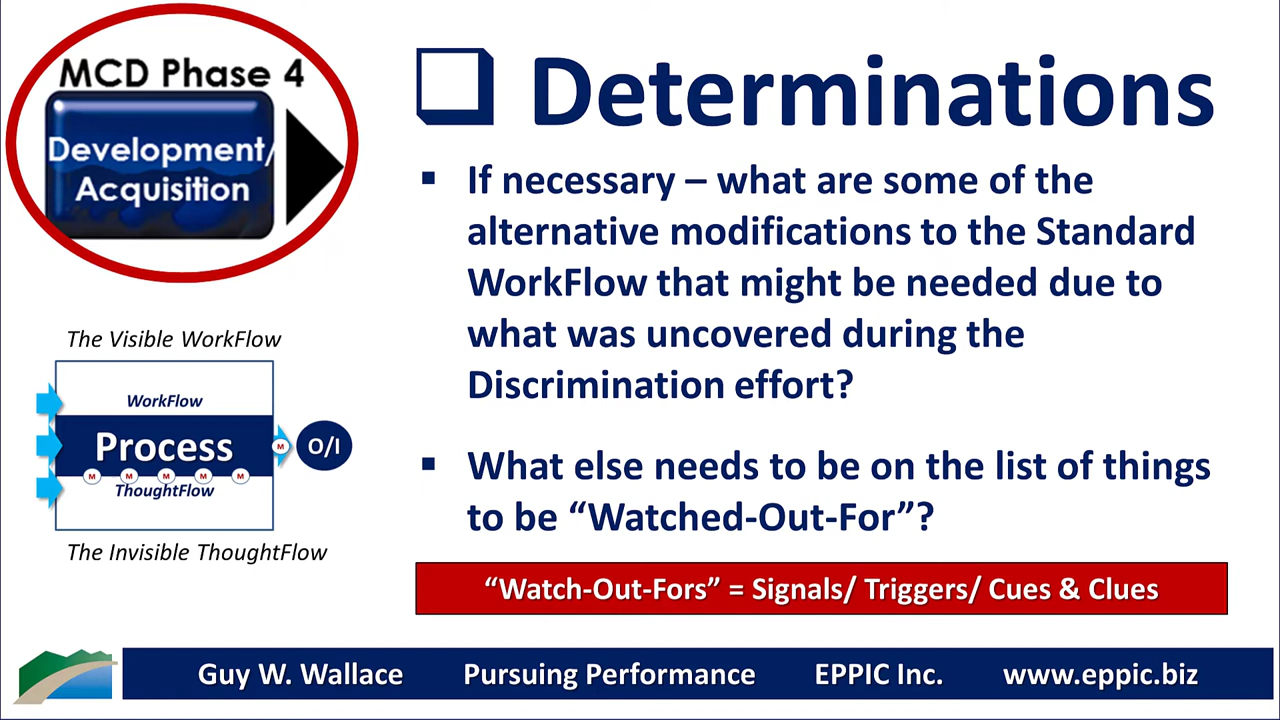 MCD Phase 4
Development/
Acquisition
The Visible WorkFlow
WorkFlow
Process
M
O/I
M M M M M
ThoughtFlow
The Invisible ThoughtFlow
Determinations
If necessary – what are some of the
alternative modifications to the Standard
WorkFlow that might be needed due to
what was uncovered during the
Discrimination effort?
What else needs to be on the list of things
to be “Watched-Out-For”?
“Watch-Out-Fors” = Signals/ Triggers/ Cues & Clues
Guy W. Wallace Pursuing Performance EPPIC Inc. www.eppic.biz